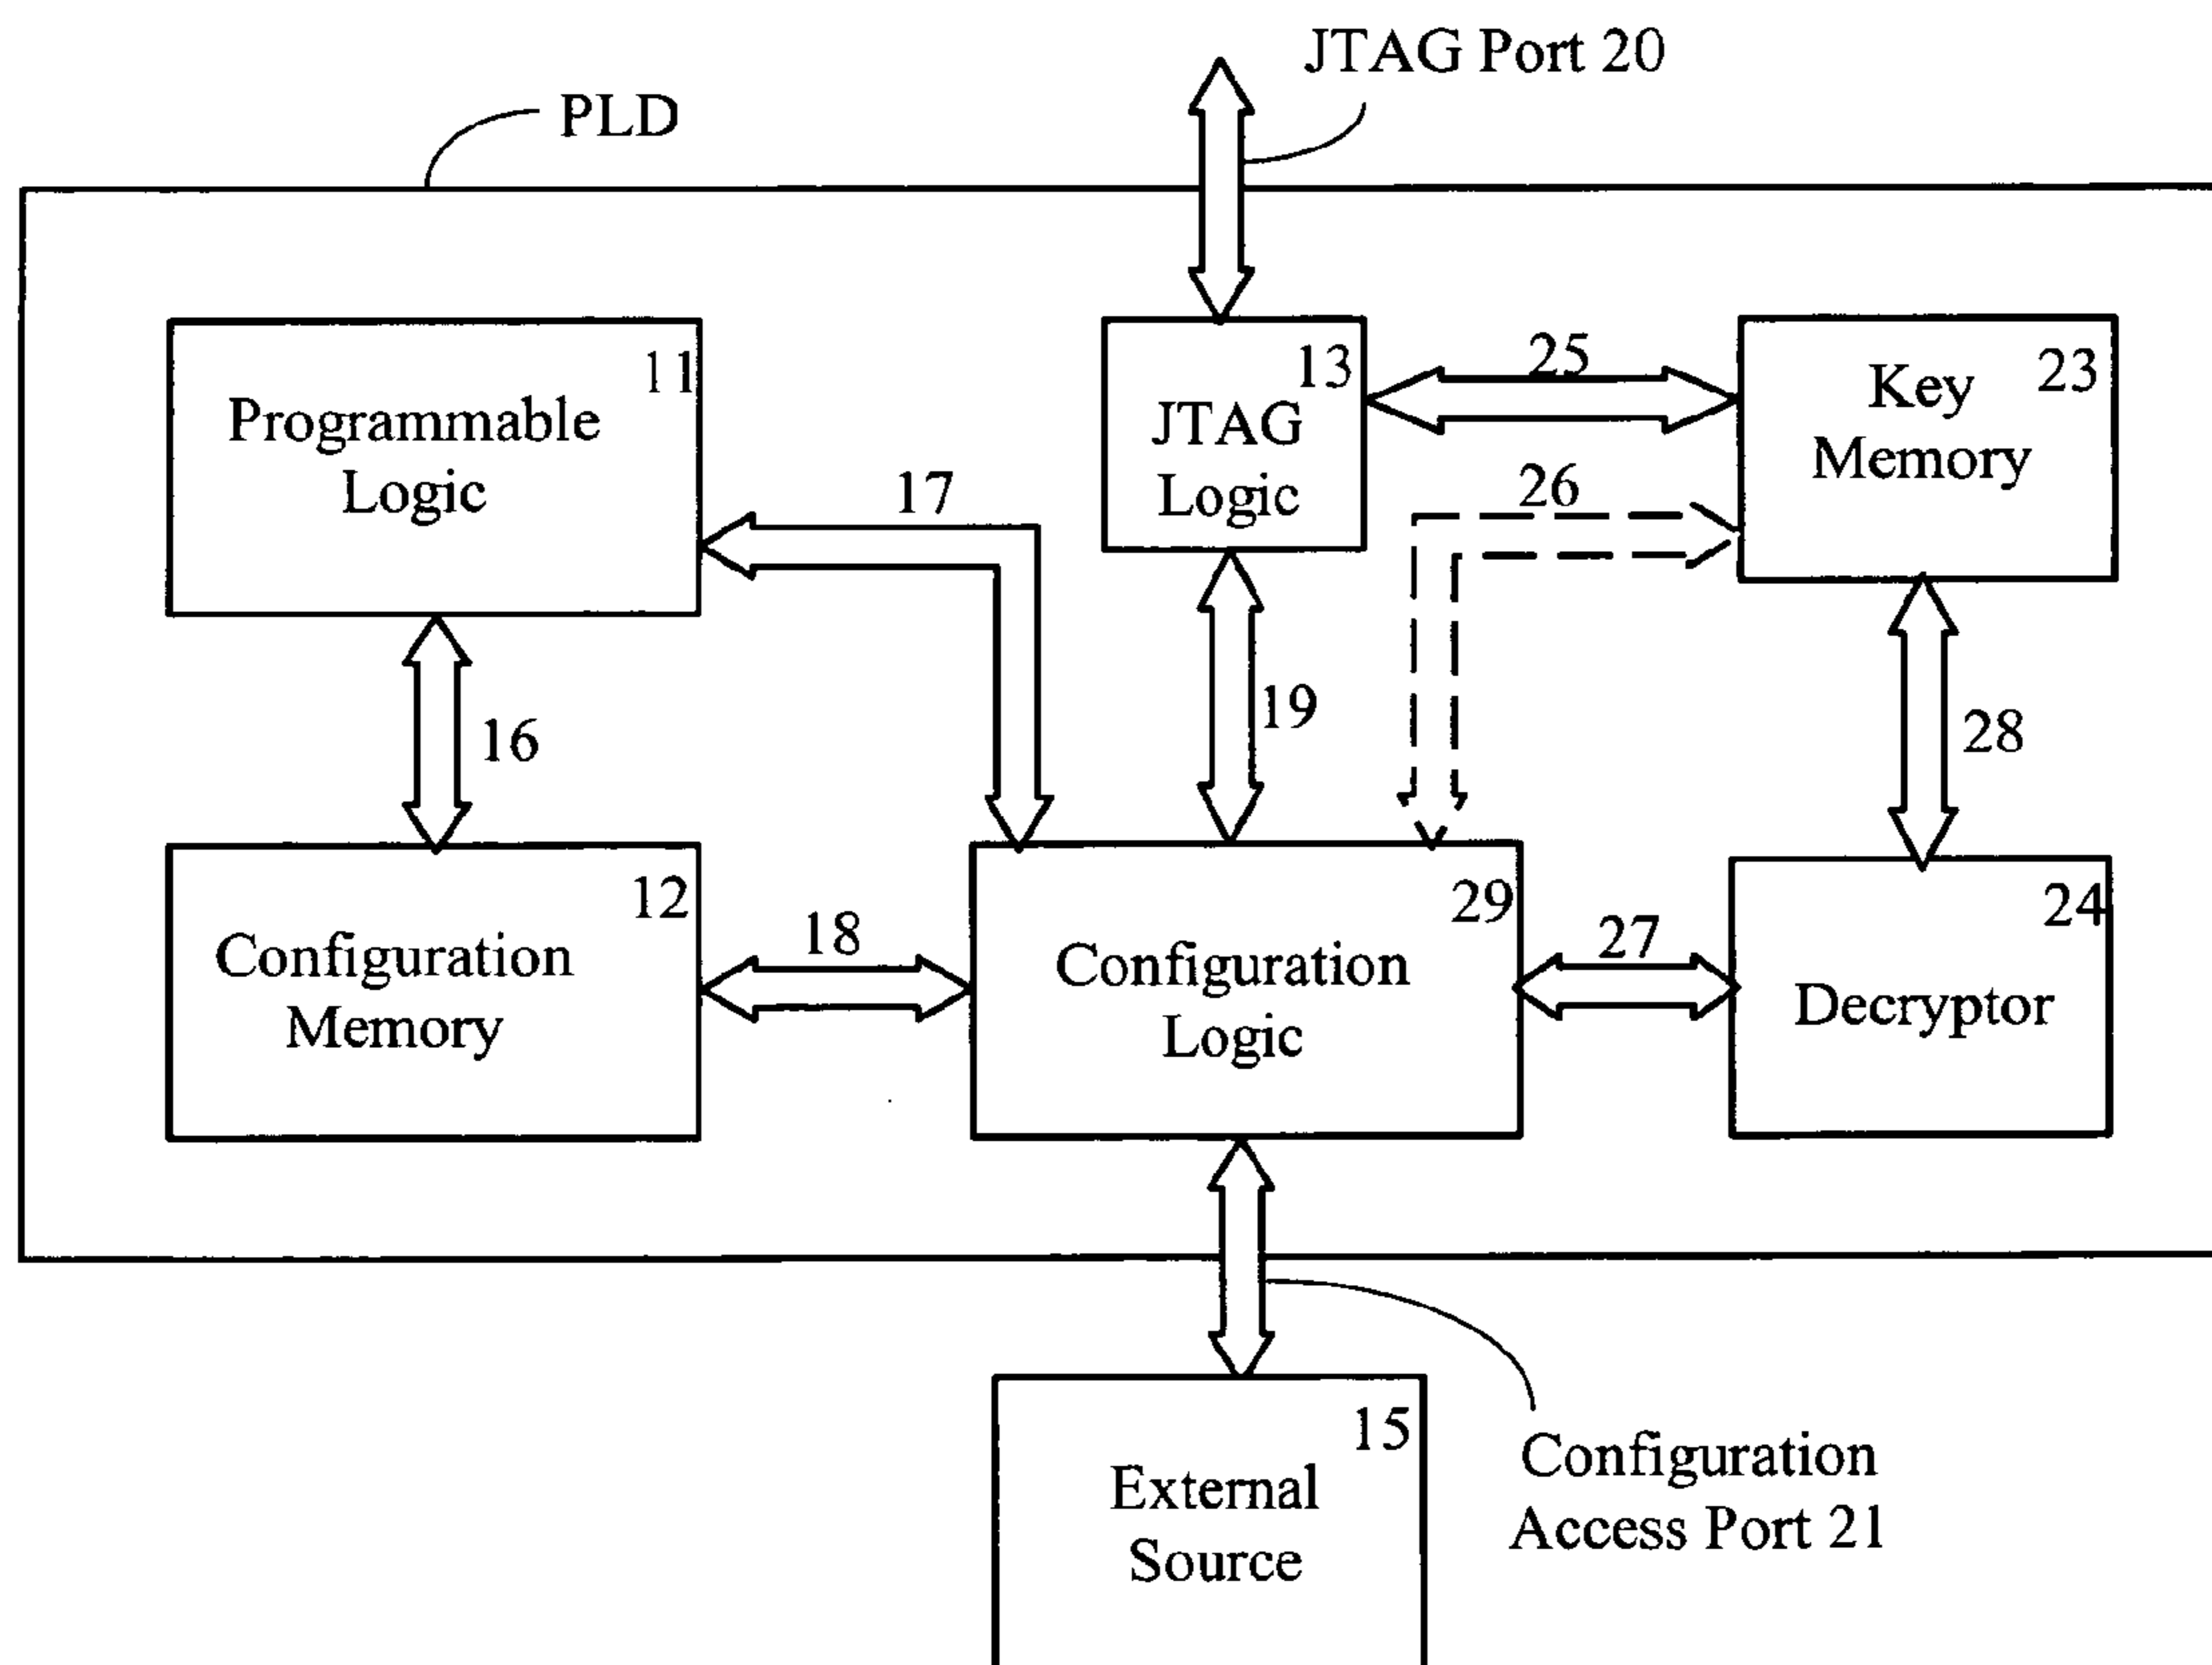 JTAG Port 20
PLD
11
Programmable
Logic
13
JTAG
Logic
25
23
Key
Memory
17
26
16
19
28
12
Configuration
Memory
18
29
Configuration
Logic
27
24
Decryptor
15
External
Source
Configuration
Access Port 21